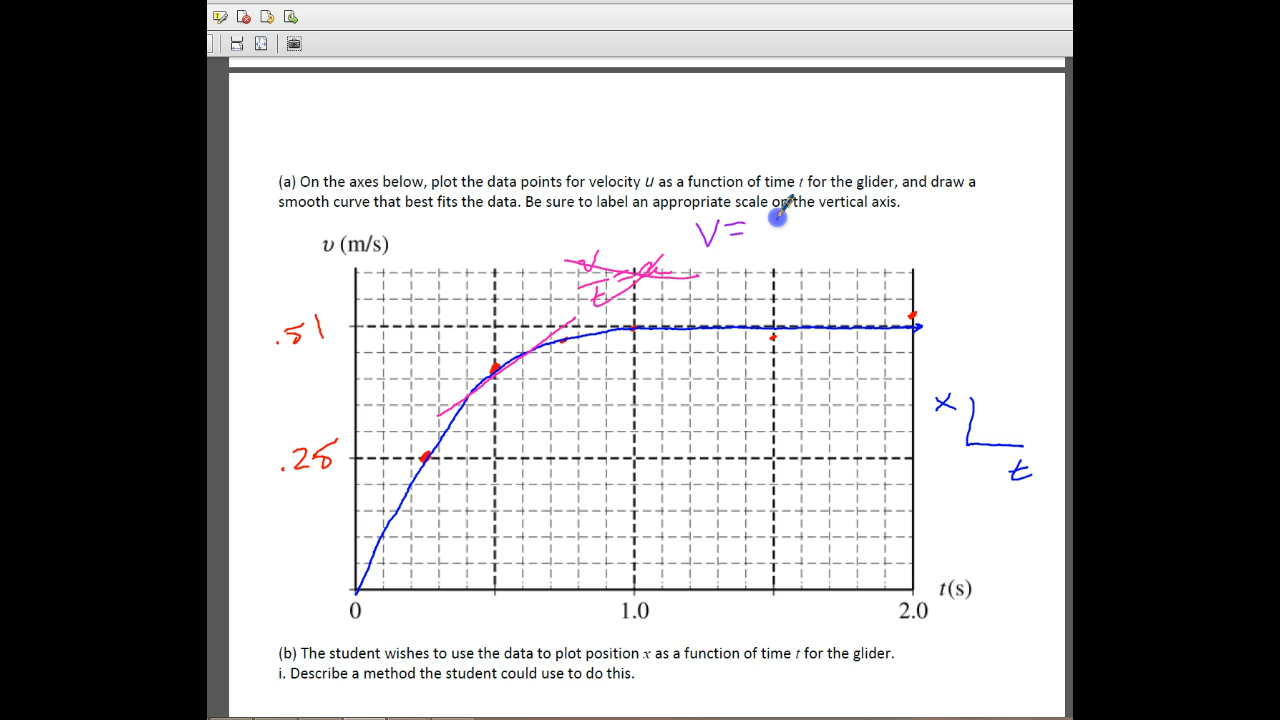 (a) On the axes below, plot the data points for velocity υ as a function of time t for the glider, and draw a
smooth curve that best fits the data. Be sure to label an appropriate scale on the vertical axis.
V=
υ (m/s)
.51
.25
x
t
t(s)
0 1.0 2.0
(b) The student wishes to use the data to plot position x as a function of time t for the glider.
i. Describe a method the student could use to do this.